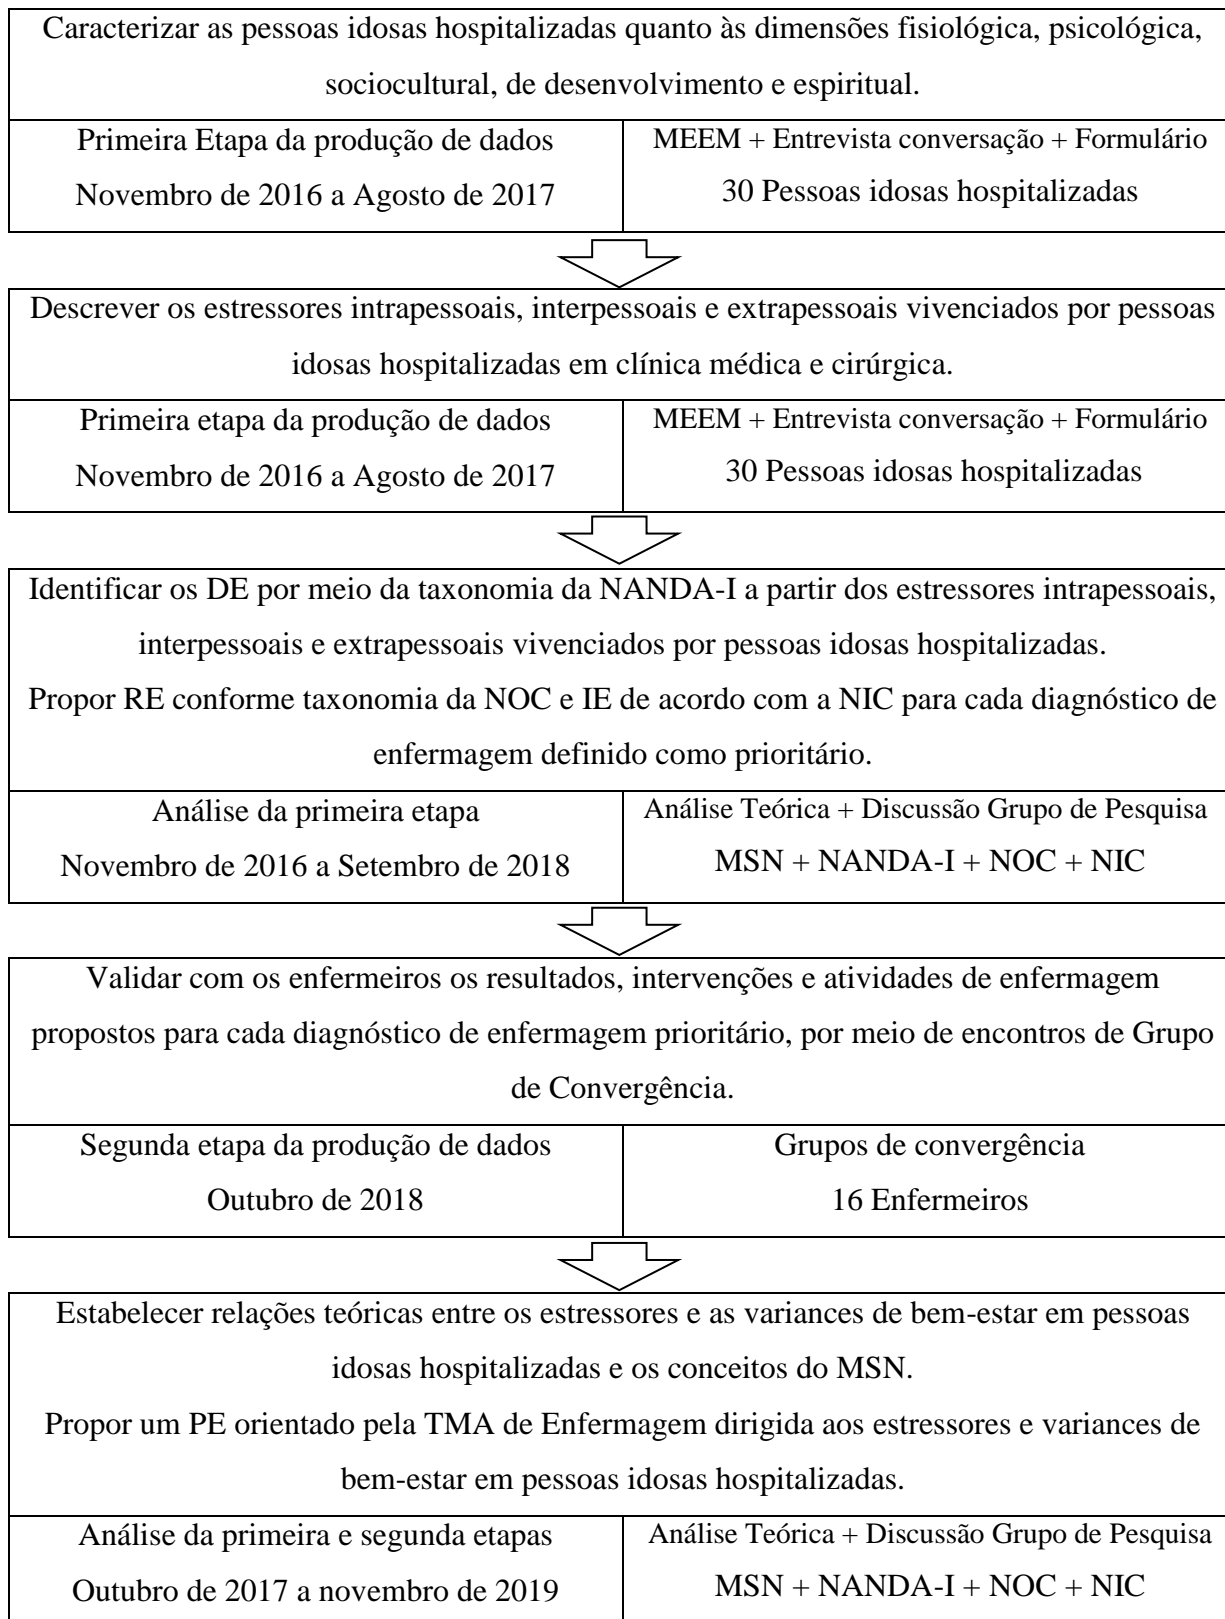 Caracterizar as pessoas idosas hospitalizadas quanto às dimensões fisiológica, psicológica,
sociocultural, de desenvolvimento e espiritual.
Primeira Etapa da produção de dados
Novembro de 2016 a Agosto de 2017
MEEM + Entrevista conversação + Formulário
30 Pessoas idosas hospitalizadas
Descrever os estressores intrapessoais, interpessoais e extrapessoais vivenciados por pessoas
idosas hospitalizadas em clínica médica e cirúrgica.
Primeira etapa da produção de dados
Novembro de 2016 a Agosto de 2017
MEEM + Entrevista conversação + Formulário
30 Pessoas idosas hospitalizadas
Identificar os DE por meio da taxonomia da NANDA-I a partir dos estressores intrapessoais,
interpessoais e extrapessoais vivenciados por pessoas idosas hospitalizadas.
Propor RE conforme taxonomia da NOC e IE de acordo com a NIC para cada diagnóstico de
enfermagem definido como prioritário.
Análise da primeira etapa
Novembro de 2016 a Setembro de 2018
Análise Teórica + Discussão Grupo de Pesquisa
MSN + NANDA-I + NOC + NIC
Validar com os enfermeiros os resultados, intervenções e atividades de enfermagem
propostos para cada diagnóstico de enfermagem prioritário, por meio de encontros de Grupo
de Convergência.
Segunda etapa da produção de dados
Outubro de 2018
Grupos de convergência
16 Enfermeiros
Estabelecer relações teóricas entre os estressores e as variances de bem-estar em pessoas
idosas hospitalizadas e os conceitos do MSN.
Propor um PE orientado pela TMA de Enfermagem dirigida aos estressores e variances de
bem-estar em pessoas idosas hospitalizadas.
Análise da primeira e segunda etapas
Outubro de 2017 a novembro de 2019
Análise Teórica + Discussão Grupo de Pesquisa
MSN + NANDA-I + NOC + NIC